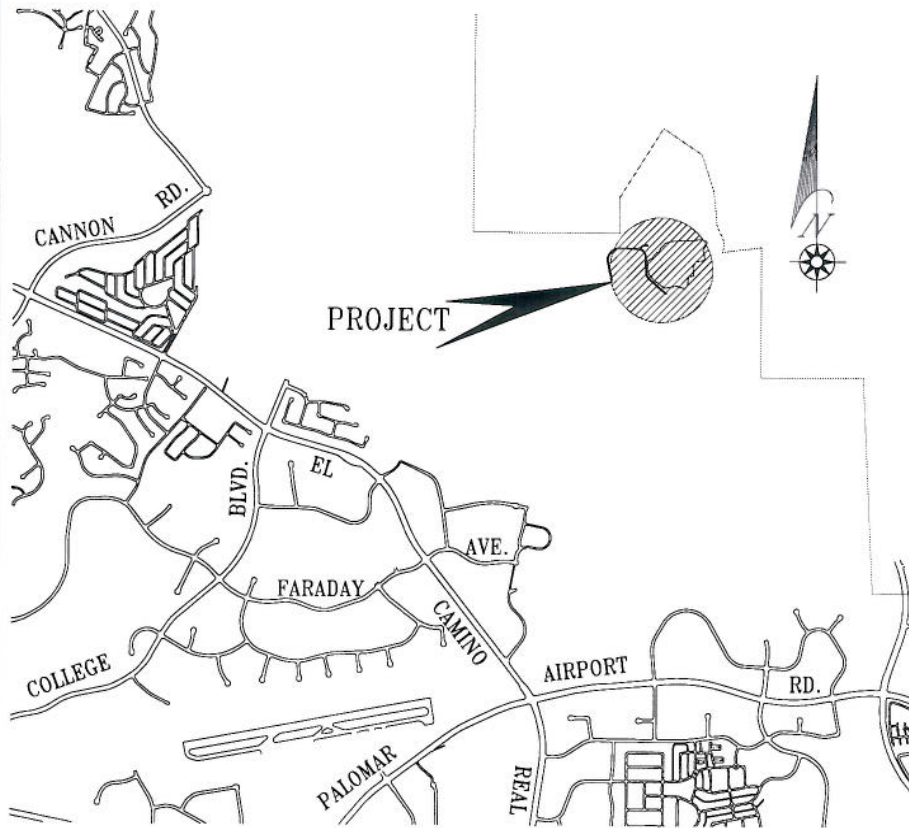 RD.
CANNON
N
PROJECT
BLVD.
EL
AVE.
FARADAY
CAMINO
COLLEGE
AIRPORT
RD.
PALOMAR
REAL